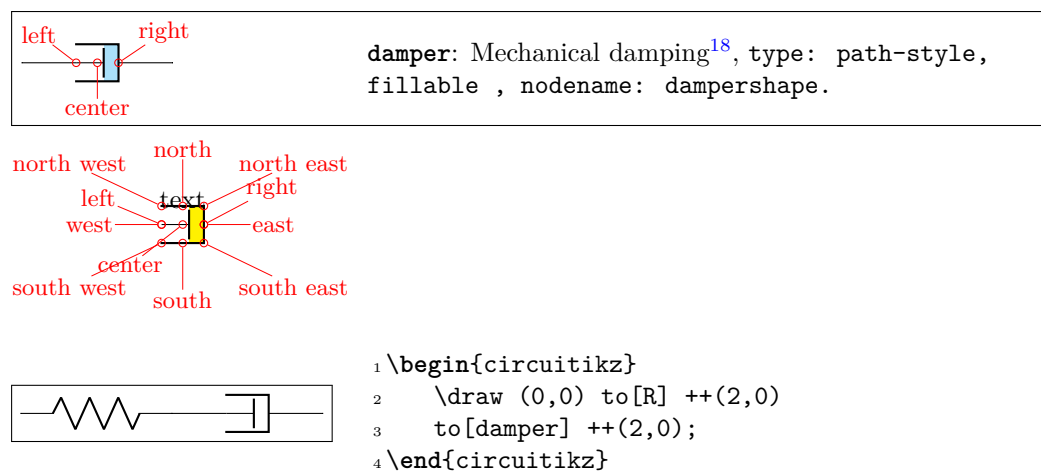 left
right
center
damper: Mechanical damping18, type: path-style,
fillable , nodename: dampershape.
north west north north east
left text right
west east
center
south west south south east
1 \begin{circuitikz}
2 \draw (0,0) to[R] ++(2,0)
3 to[damper] ++(2,0);
4 \end{circuitikz}